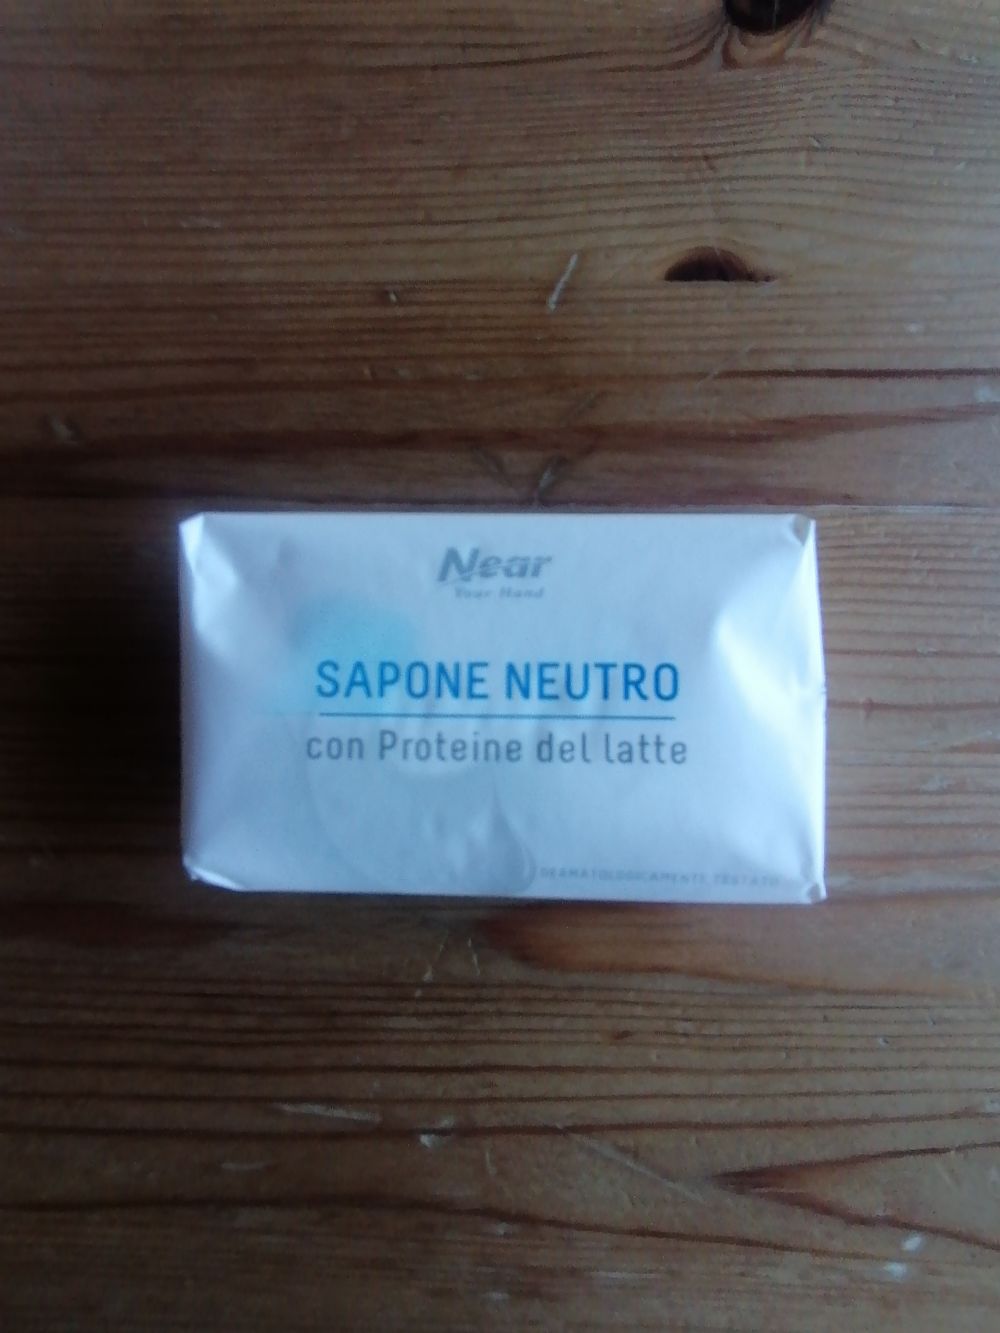 Near
Your Hand
SAPONE NEUTRO
con Proteine del latte
DERMATOLOGICAMENTE TESTATO